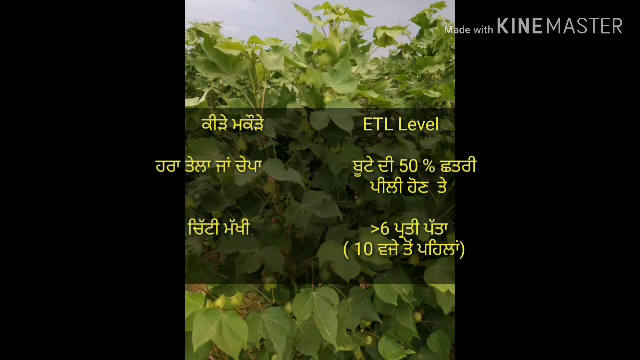 Made with KINEMASTER
ਕੀੜੇ ਮਕੌੜੇ ETL Level
ਹਰਾ ਤੇਲਾ ਜਾਂ ਚੇਪਾ ਬੂਟੇ ਦੀ 50 % ਛਤਰੀ
ਪੀਲੀ ਹੋਣ ਤੇ
ਚਿੱਟੀ ਮੱਖੀ >6 ਪ੍ਰਤੀ ਪੱਤਾ
( 10 ਵਜੇ ਤੋਂ ਪਹਿਲਾਂ)